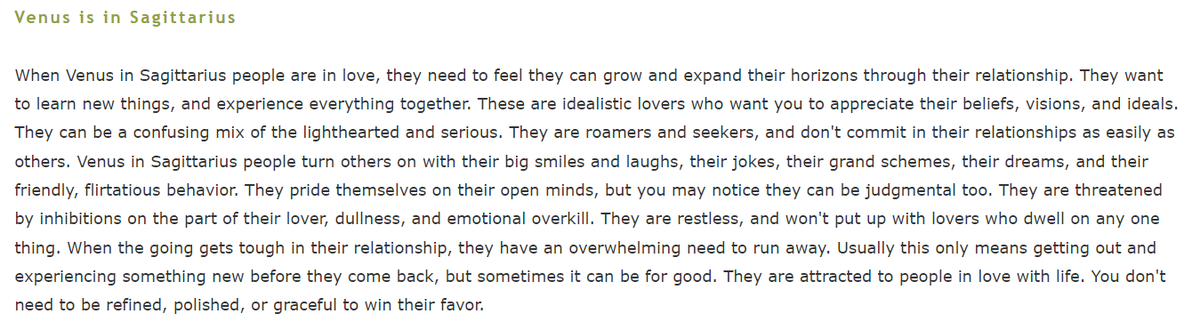 Venus is in Sagittarius
When Venus in Sagittarius people are in love, they need to feel they can grow and expand their horizons through their relationship. They want
to learn new things, and experience everything together. These are idealistic lovers who want you to appreciate their beliefs, visions, and ideals.
They can be a confusing mix of the lighthearted and serious. They are roamers and seekers, and don't commit in their relationships as easily as
others. Venus in Sagittarius people turn others on with their big smiles and laughs, their jokes, their grand schemes, their dreams, and their
friendly, flirtatious behavior. They pride themselves on their open minds, but you may notice they can be judgmental too. They are threatened
by inhibitions on the part of their lover, dullness, and emotional overkill. They are restless, and won't put up with lovers who dwell on any one
thing. When the going gets tough in their relationship, they have an overwhelming need to run away. Usually this only means getting out and
experiencing something new before they come back, but sometimes it can be for good. They are attracted to people in love with life. You don't
need to be refined, polished, or graceful to win their favor.